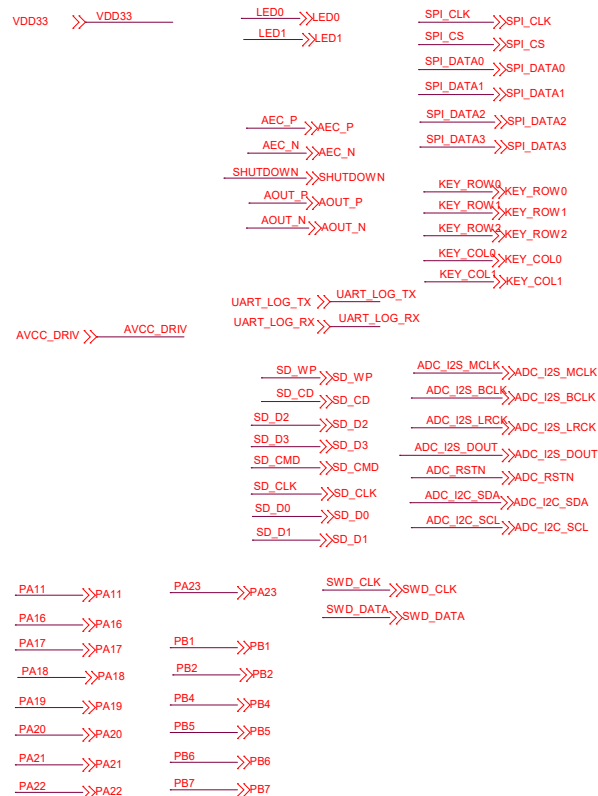 VDD33 VDD33
LED0 LED0
LED1 LED1
SPI_CLK SPI_CLK
SPI_CS SPI_CS
SPI_DATA0 SPI_DATA0
SPI_DATA1 SPI_DATA1
SPI_DATA2 SPI_DATA2
SPI_DATA3 SPI_DATA3
AEC_P AEC_P
AEC_N AEC_N
SHUTDOWN SHUTDOWN
AOUT_P AOUT_P
AOUT_N AOUT_N
KEY_ROW0 KEY_ROW0
KEY_ROW1 KEY_ROW1
KEY_ROW2 KEY_ROW2
KEY_COL0 KEY_COL0
KEY_COL1 KEY_COL1
UART_LOG_TX UART_LOG_TX
UART_LOG_RX UART_LOG_RX
AVCC_DRIV AVCC_DRIV
SD_WP SD_WP
SD_CD SD_CD
SD_D2 SD_D2
SD_D3 SD_D3
SD_CMD SD_CMD
SD_CLK SD_CLK
SD_D0 SD_D0
SD_D1 SD_D1
ADC_I2S_MCLK ADC_I2S_MCLK
ADC_I2S_BCLK ADC_I2S_BCLK
ADC_I2S_LRCK ADC_I2S_LRCK
ADC_I2S_DOUT ADC_I2S_DOUT
ADC_RSTN ADC_RSTN
ADC_I2C_SDA ADC_I2C_SDA
ADC_I2C_SCL ADC_I2C_SCL
PA11 PA11
PA16 PA16
PA17 PA17
PA18 PA18
PA19 PA19
PA20 PA20
PA21 PA21
PA22 PA22
PA23 PA23
PB1 PB1
PB2 PB2
PB4 PB4
PB5 PB5
PB6 PB6
PB7 PB7
SWD_CLK SWD_CLK
SWD_DATA SWD_DATA